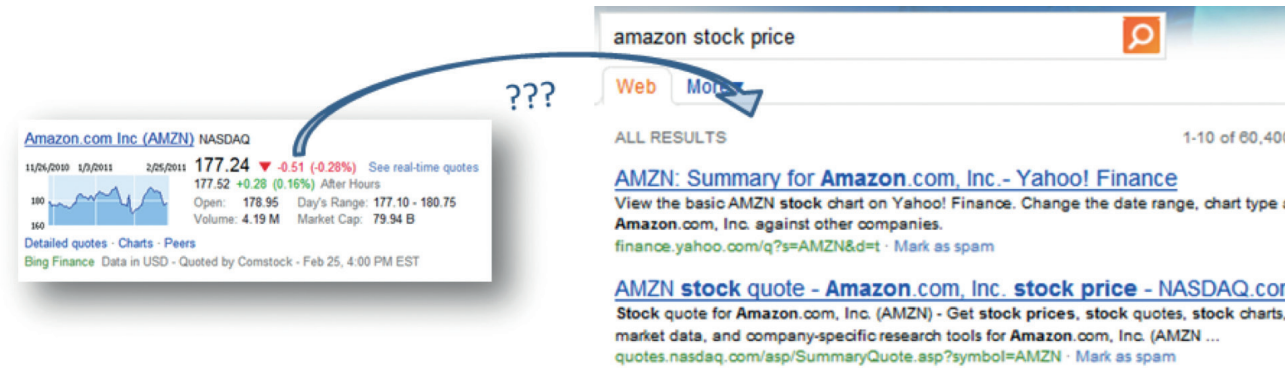 amazon stock price
Web More
???
ALL RESULTS 1-10 of 60,400
AMZN: Summary for Amazon.com, Inc.- Yahoo! Finance
View the basic AMZN stock chart on Yahoo! Finance. Change the date range, chart type
Amazon.com, Inc. against other companies.
finance.yahoo.com/q?s=AMZN&d=t · Mark as spam
AMZN stock quote - Amazon.com, Inc. stock price - NASDAQ.com
Stock quote for Amazon.com, Inc. (AMZN) - Get stock prices, stock quotes, stock charts,
market data, and company-specific research tools for Amazon.com, Inc. (AMZN ...
quotes.nasdaq.com/asp/SummaryQuote.asp?symbol=AMZN · Mark as spam
Amazon.com Inc (AMZN) NASDAQ
11/26/2010 1/3/2011 2/25/2011
180
160
177.24 ▼ -0.51 (-0.28%) See real-time quotes
177.52 +0.28 (0.16%) After Hours
Open: 178.95 Day's Range: 177.10 - 180.75
Volume: 4.19 M Market Cap: 79.94 B
Detailed quotes · Charts · Peers
Bing Finance Data in USD - Quoted by Comstock - Feb 25, 4:00 PM EST